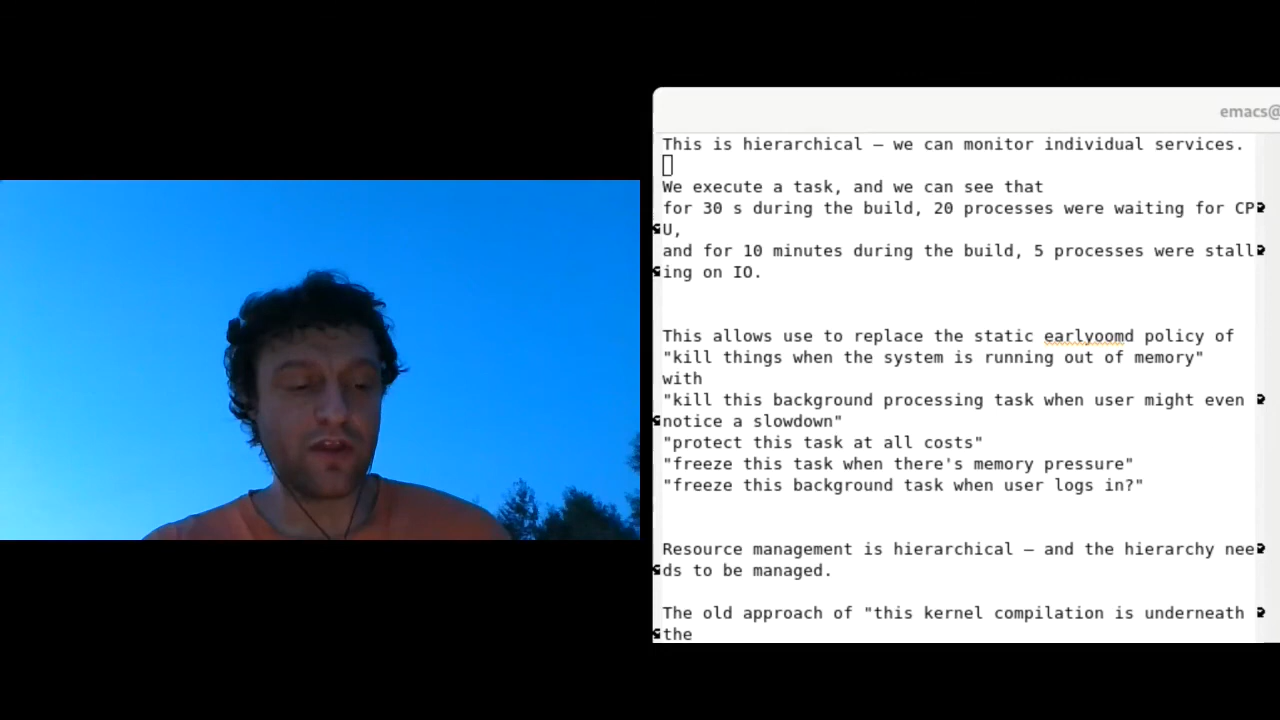 emacs@
This is hierarchical — we can monitor individual services.
We execute a task, and we can see that
for 30 s during the build, 20 processes were waiting for CP
U,
and for 10 minutes during the build, 5 processes were stall
ing on IO.
This allows use to replace the static earlyoomd policy of
"kill things when the system is running out of memory"
with
"kill this background processing task when user might even
notice a slowdown"
"protect this task at all costs"
"freeze this task when there's memory pressure"
"freeze this background task when user logs in?"
Resource management is hierarchical — and the hierarchy nee
ds to be managed.
The old approach of "this kernel compilation is underneath
the